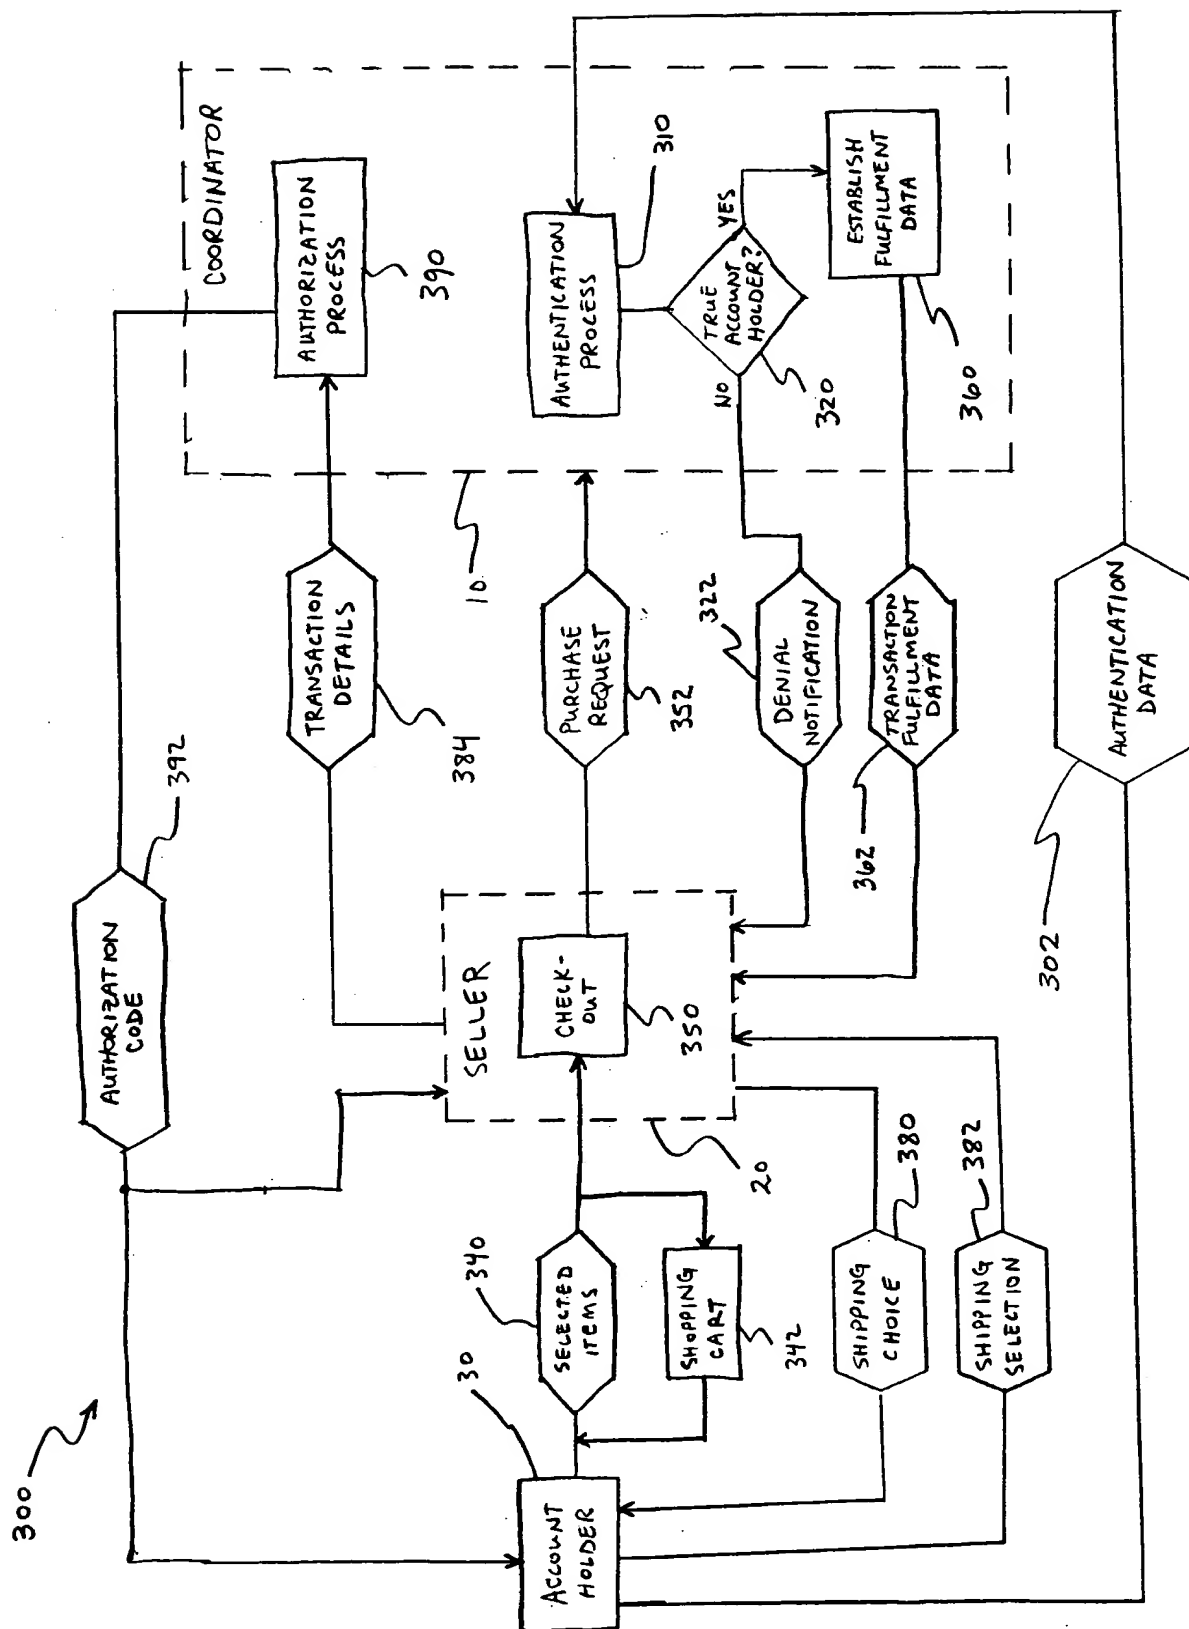 300
AUTHORIZATION
CODE
392
COORDINATOR
AUTHORIZATION
PROCESS
390
TRANSACTION
DETAILS
384
10
ACCOUNT
HOLDER
30
SELECTED
ITEMS
340
SHOPPING
CART
342
SELLER
CHECK-
OUT
350
20
PURCHASE
REQUEST
352
AUTHENTICATION
PROCESS
310
TRUE
ACCOUNT
HOLDER?
320
YES
NO
DENIAL
NOTIFICATION
322
ESTABLISH
FULFILLMENT
DATA
360
TRANSACTION
FULFILLMENT
DATA
362
SHIPPING
CHOICE
380
SHIPPING
SELECTION
382
AUTHENTICATION
DATA
302